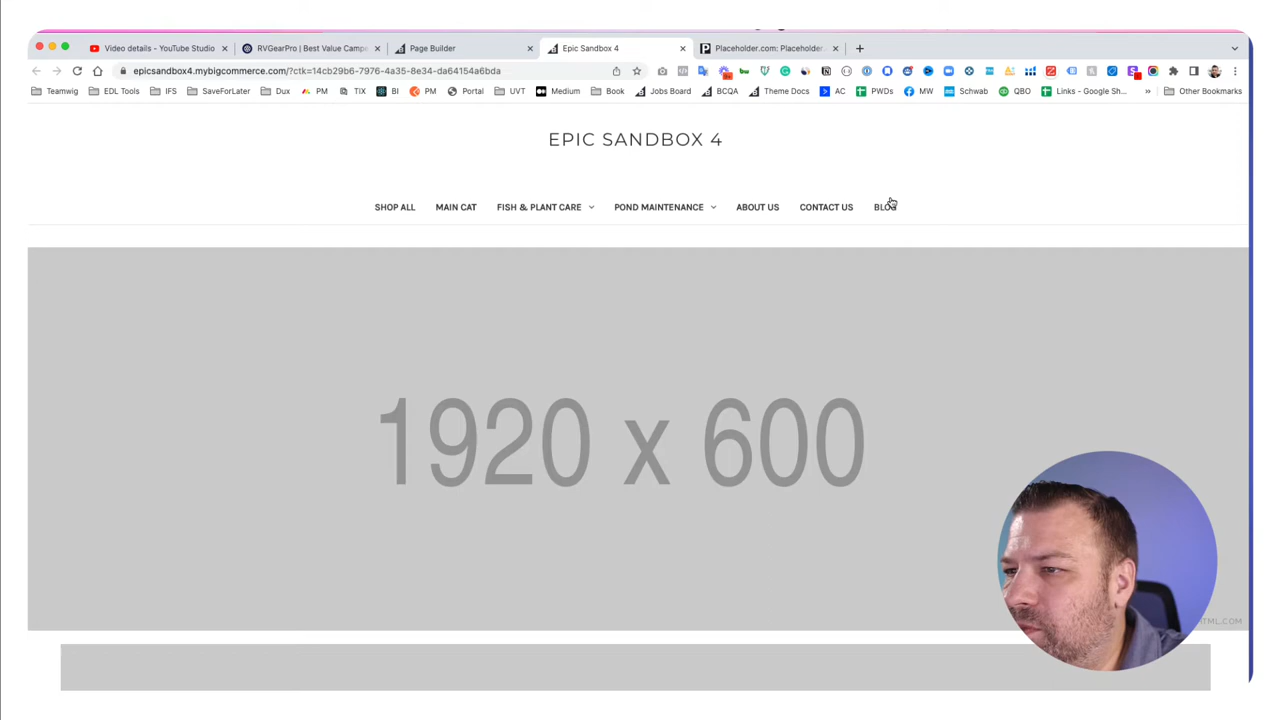 Video details - YouTube Studio
RVGearPro | Best Value Campe
Page Builder
Epic Sandbox 4
Placeholder.com: Placeholder.
epicsandbox4.mybigcommerce.com/?ctk=14cb29b6-7976-4a35-8e34-da64154a6bda
Teamwig EDL Tools IFS SaveForLater Dux PM TIX BI PM Portal UVT Medium Book Jobs Board BCQA Theme Docs AC PWDs MW Schwab QBO Links - Google Sh... » Other Bookmarks
EPIC SANDBOX 4
SHOP ALL MAIN CAT FISH & PLANT CARE POND MAINTENANCE ABOUT US CONTACT US BLOG
1920 x 600
HTML.COM